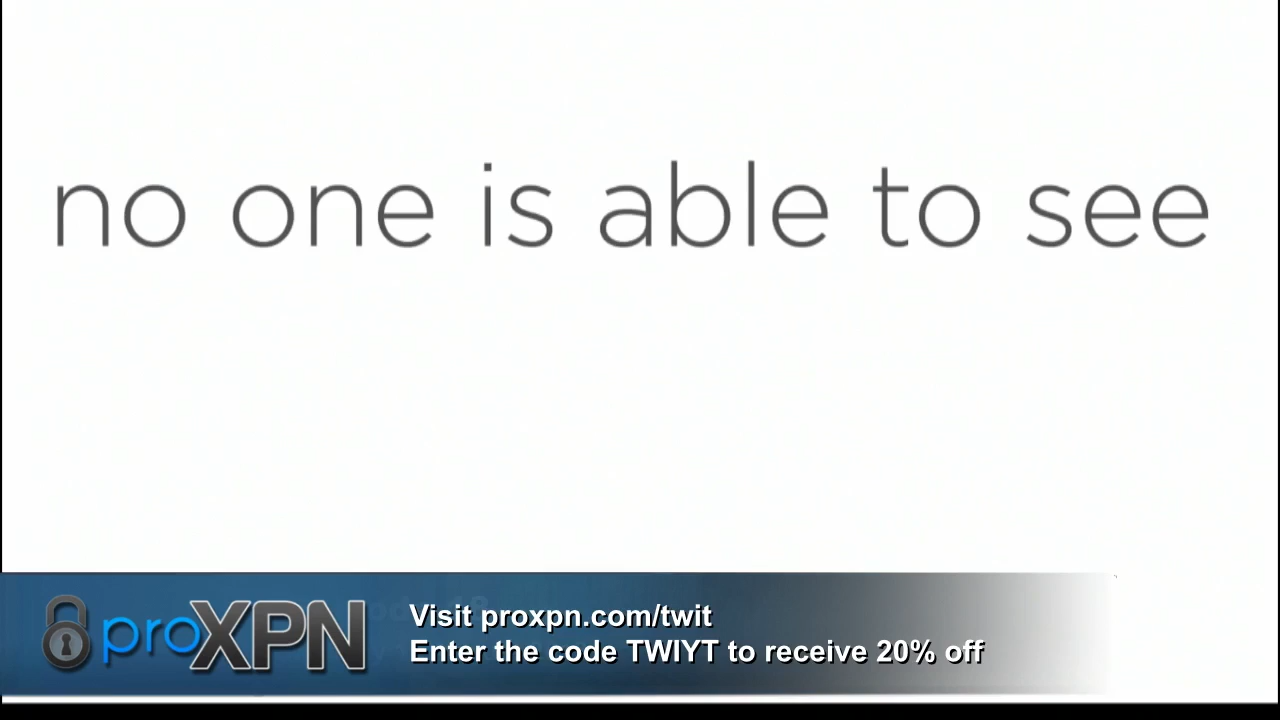 no one is able to see
proXPN
Visit proxpn.com/twit
Enter the code TWIYT to receive 20% off